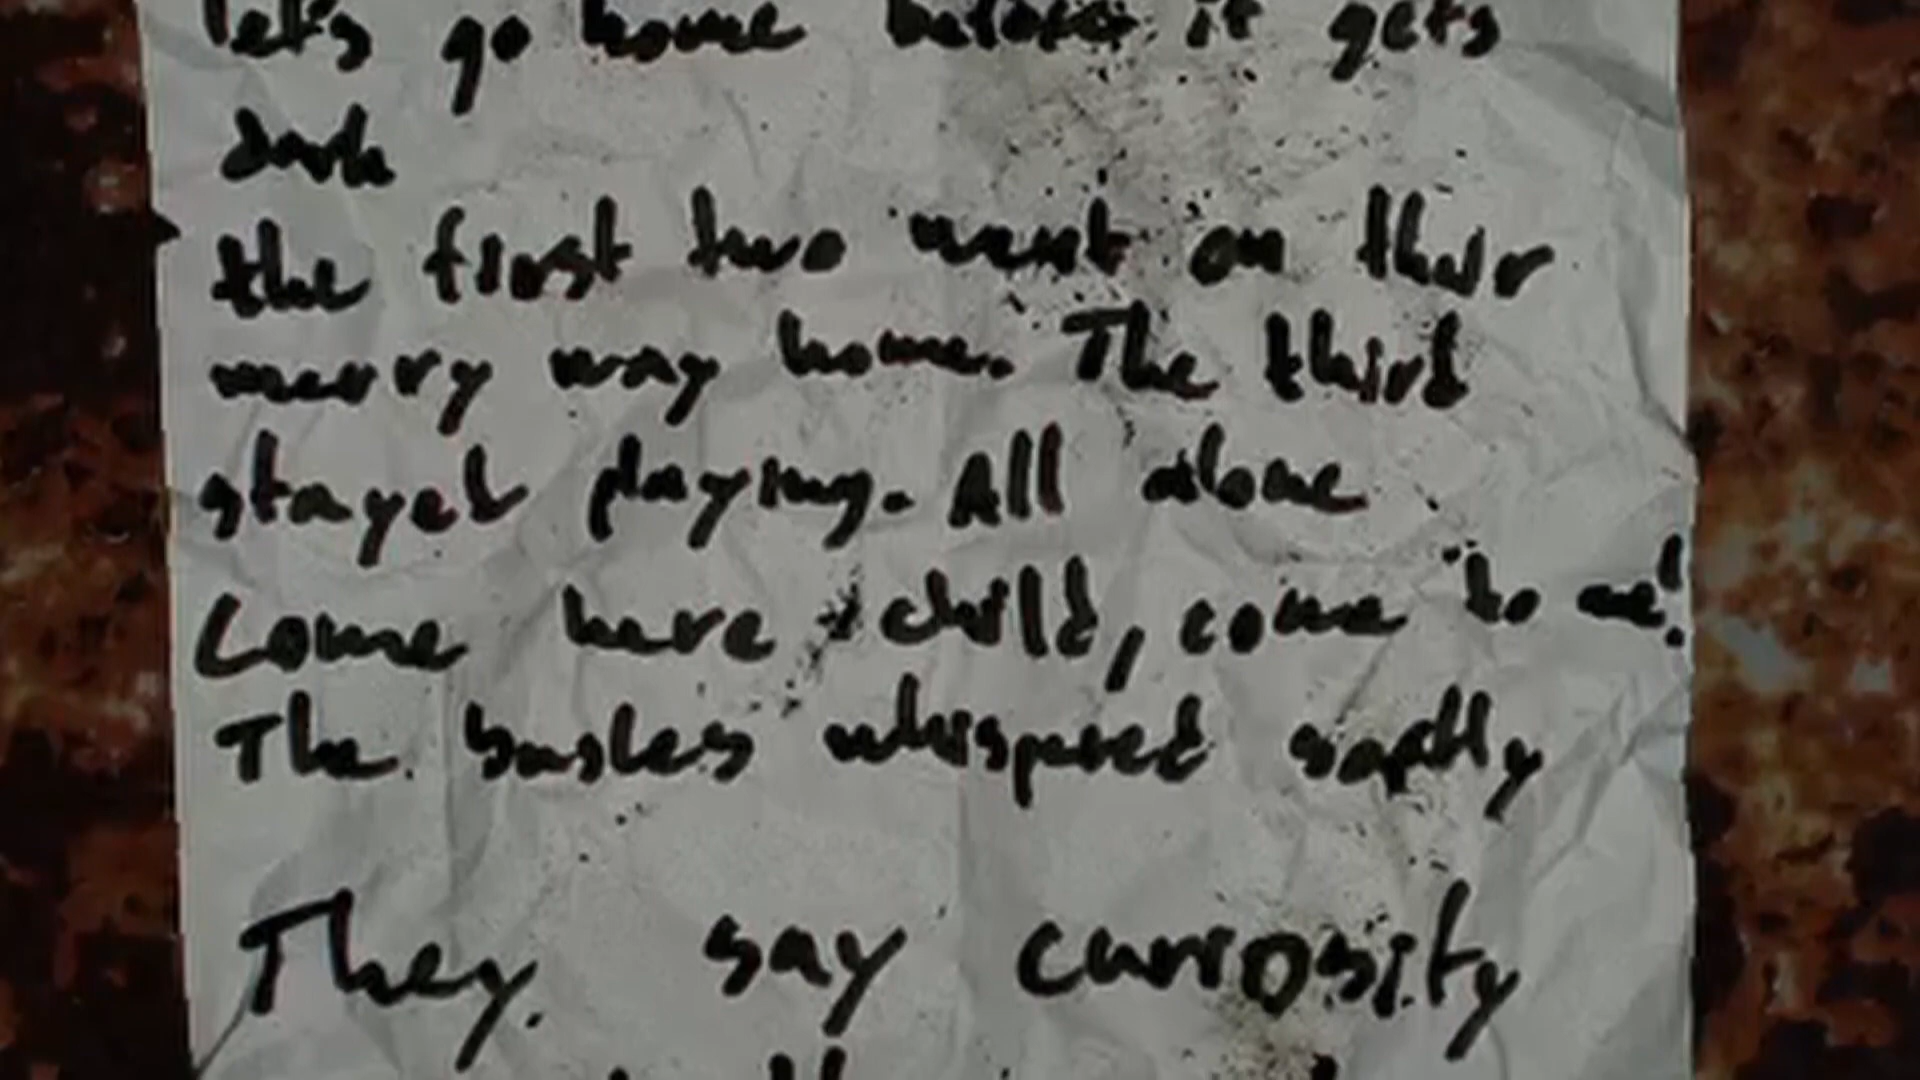 let's go home before it gets
dark
the first two went on their
merry way home. The third
stayed playing. All alone
Come here child, come to me!
The bushes whispered softly
They say curiosity